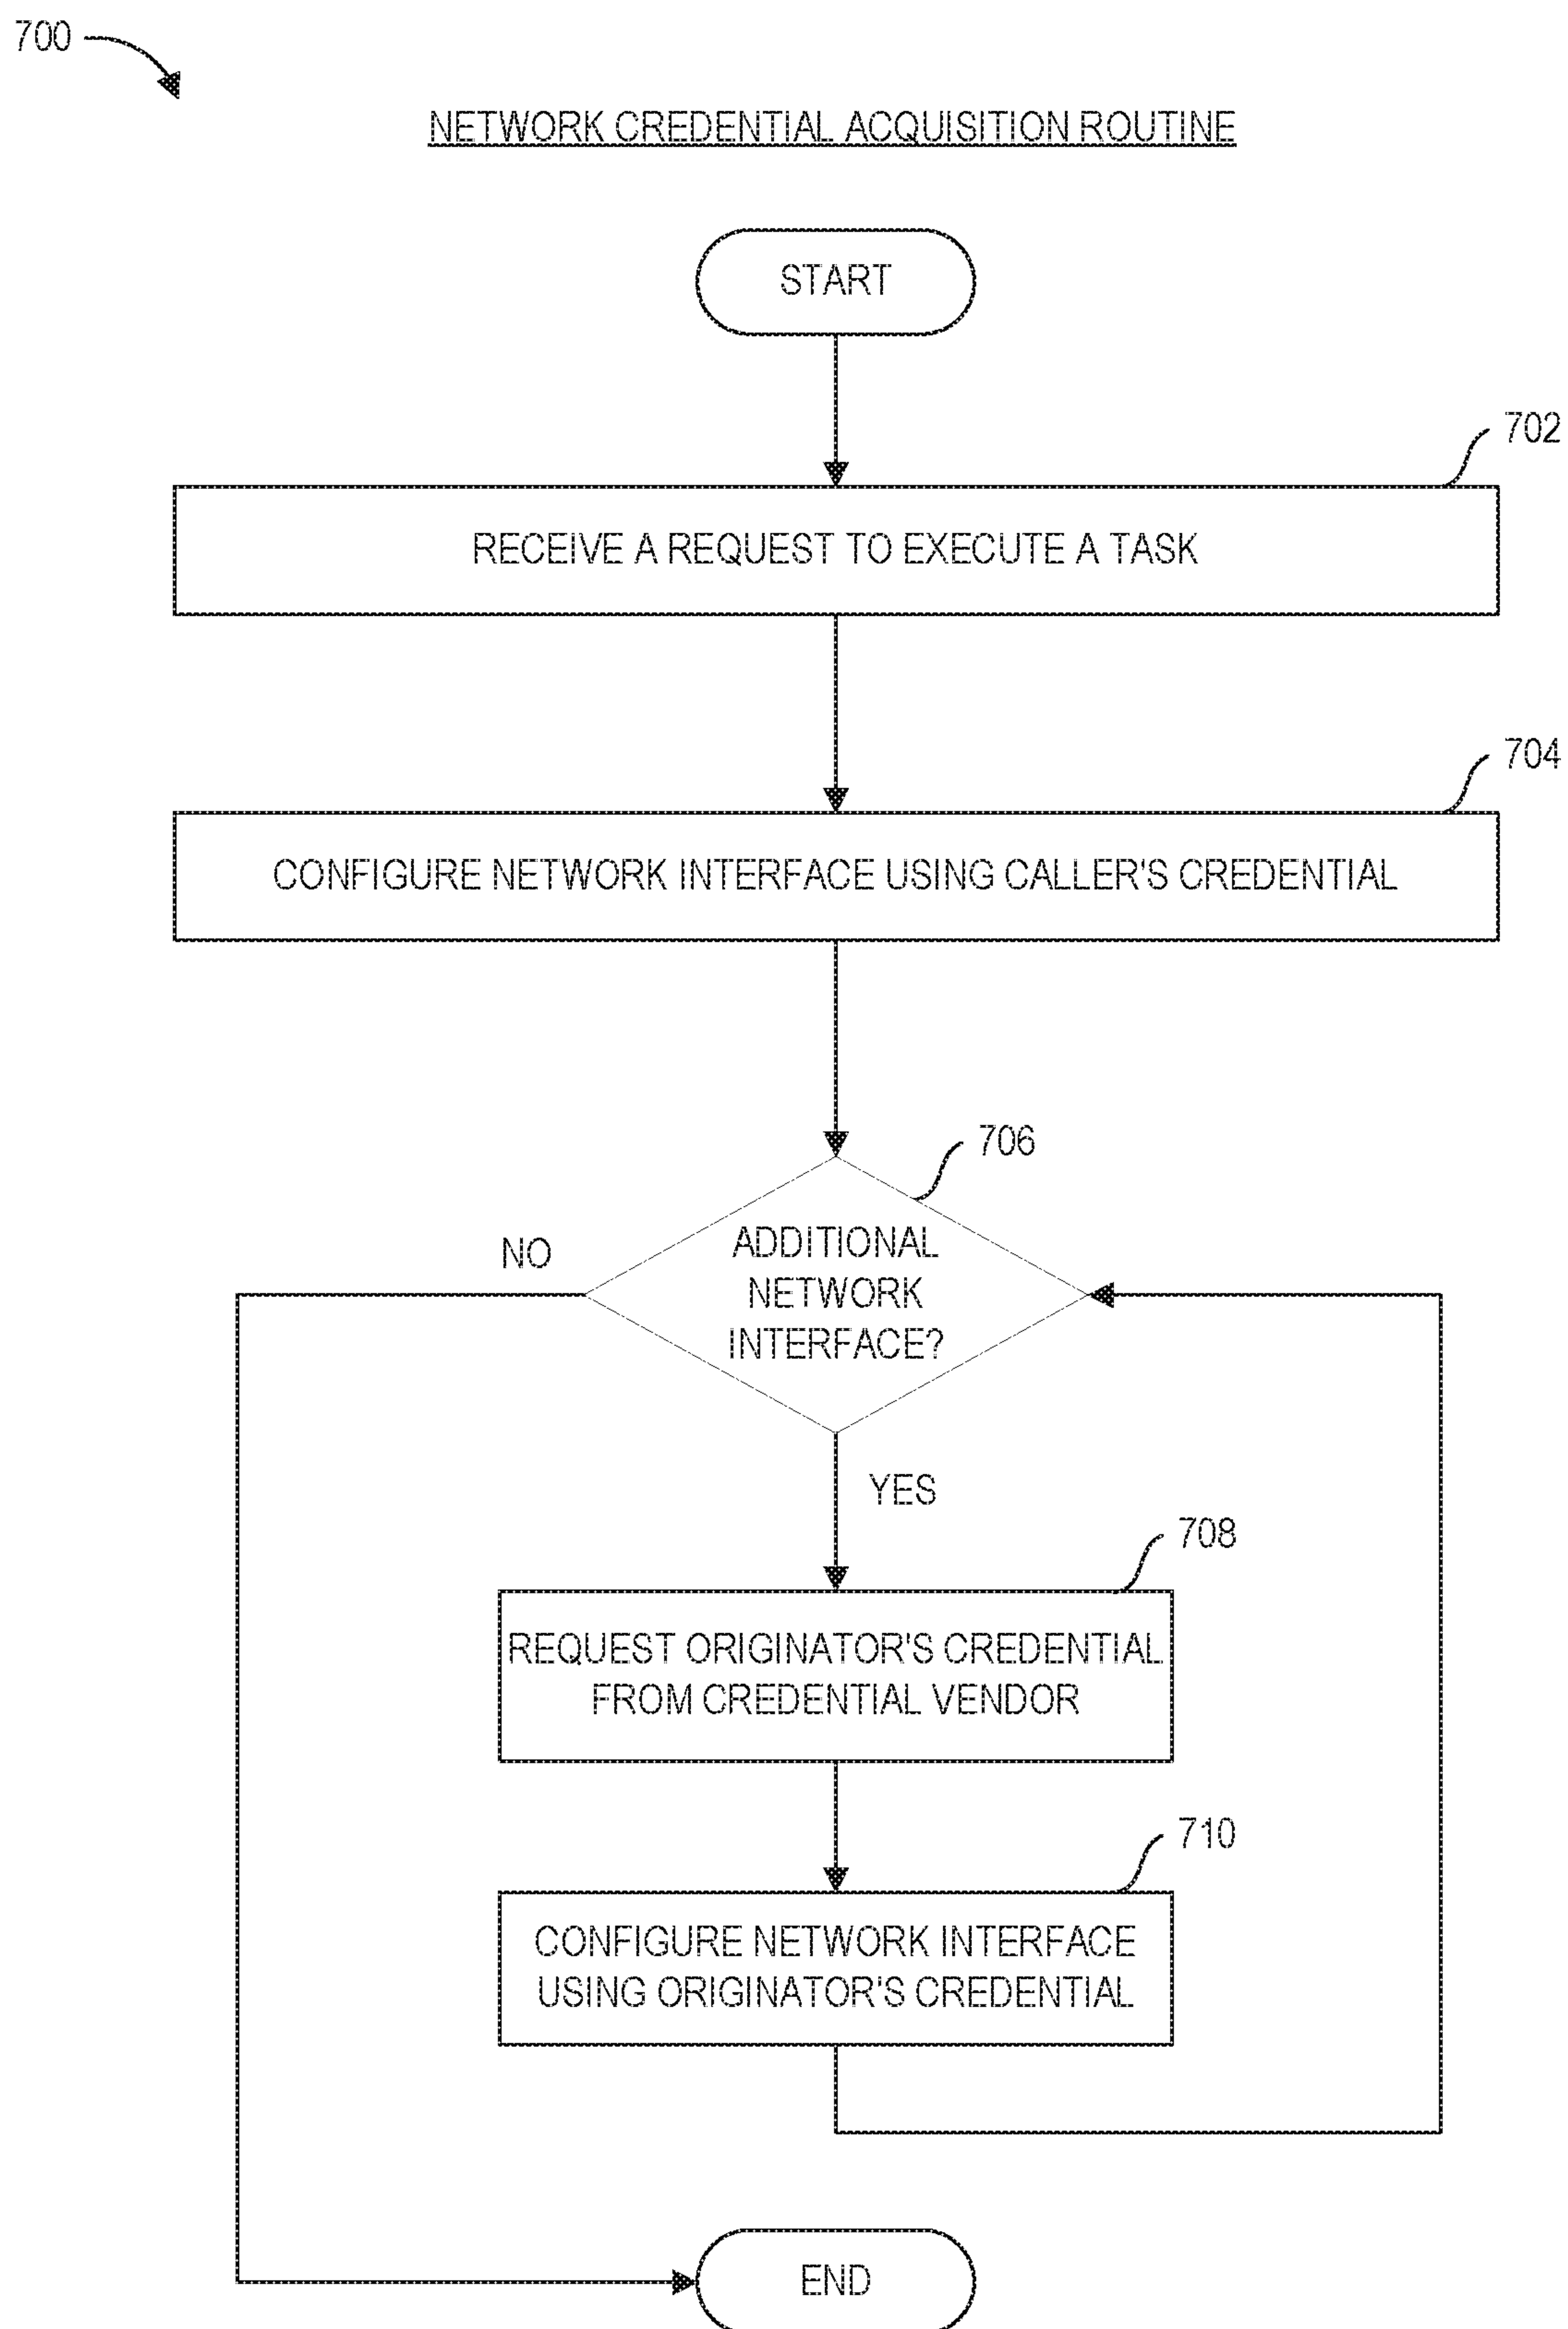 700
NETWORK CREDENTIAL ACQUISITION ROUTINE
START
702
RECEIVE A REQUEST TO EXECUTE A TASK
704
CONFIGURE NETWORK INTERFACE USING CALLER'S CREDENTIAL
706
ADDITIONAL
NETWORK
INTERFACE?
NO
YES
708
REQUEST ORIGINATOR'S CREDENTIAL
FROM CREDENTIAL VENDOR
710
CONFIGURE NETWORK INTERFACE
USING ORIGINATOR'S CREDENTIAL
END